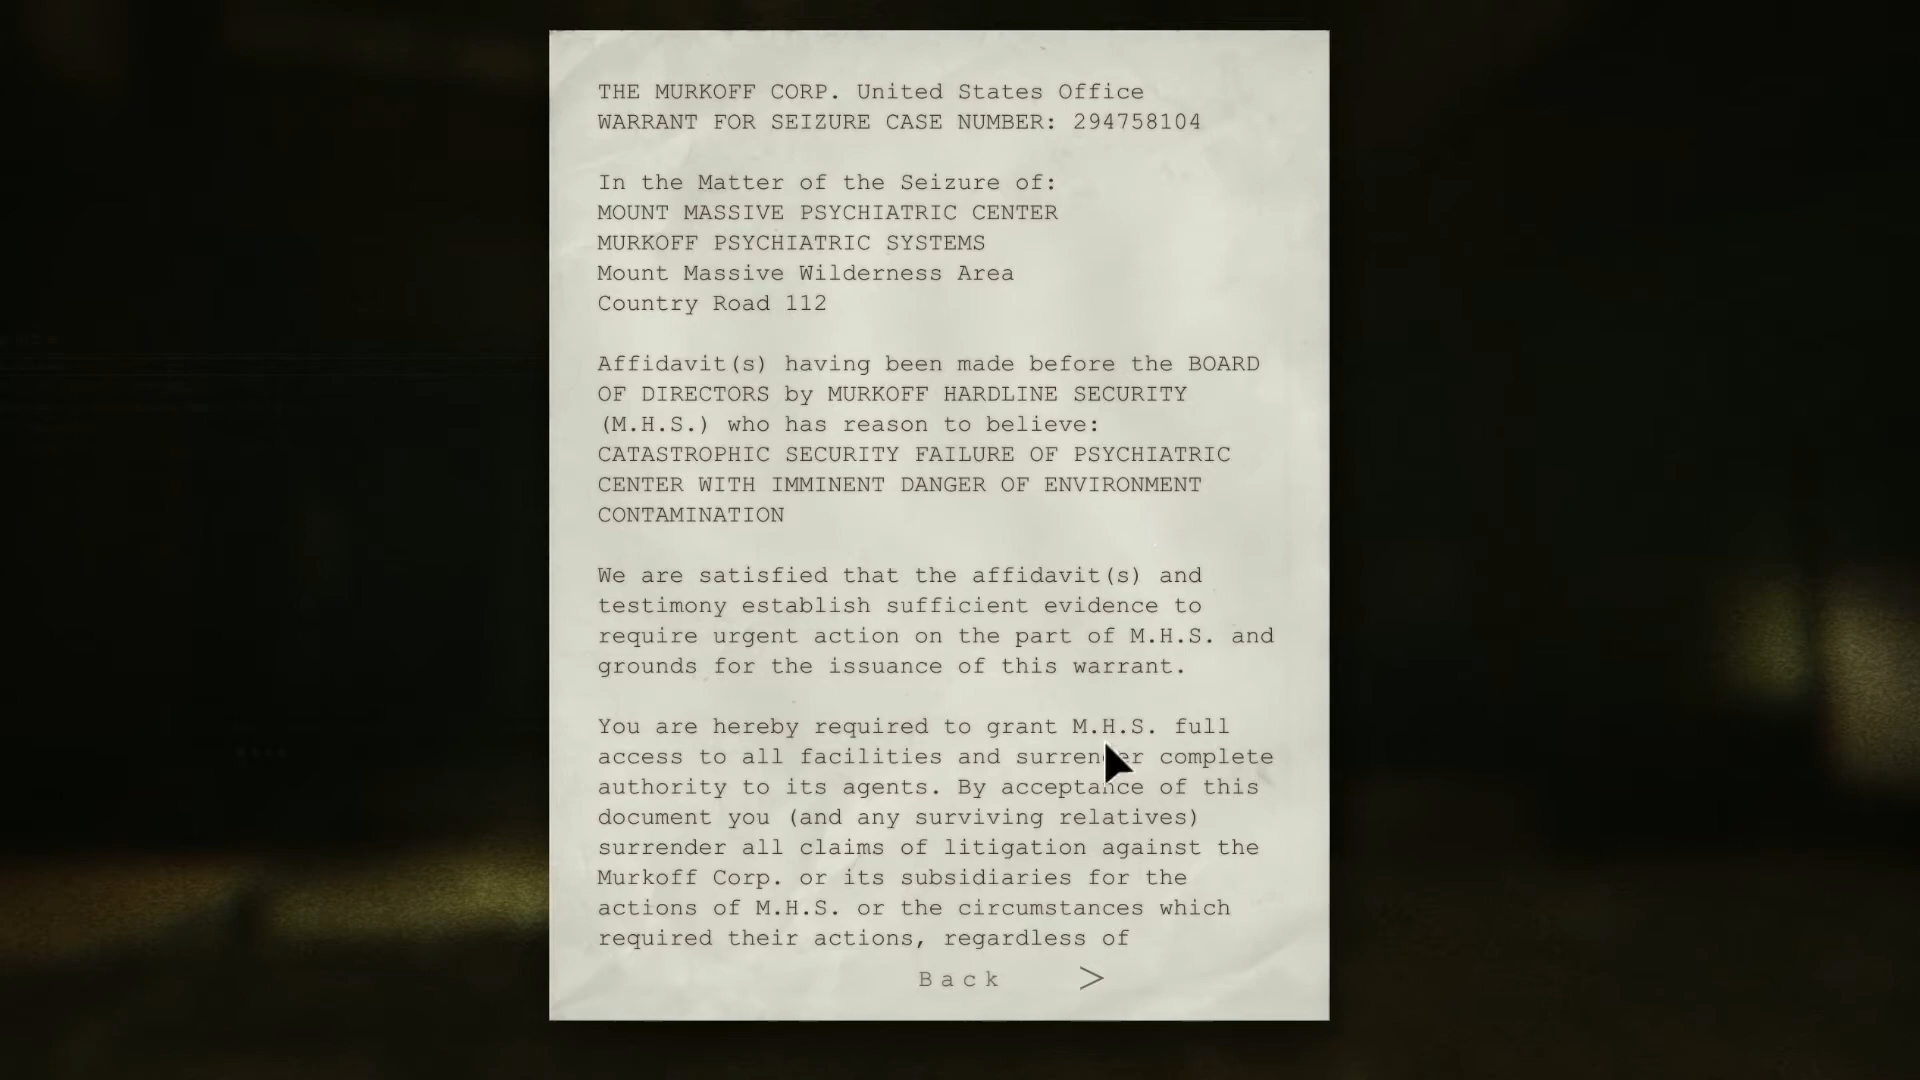 THE MURKOFF CORP. United States Office
WARRANT FOR SEIZURE CASE NUMBER: 294758104
In the Matter of the Seizure of:
MOUNT MASSIVE PSYCHIATRIC CENTER
MURKOFF PSYCHIATRIC SYSTEMS
Mount Massive Wilderness Area
Country Road 112
Affidavit(s) having been made before the BOARD
OF DIRECTORS by MURKOFF HARDLINE SECURITY
(M.H.S.) who has reason to believe:
CATASTROPHIC SECURITY FAILURE OF PSYCHIATRIC
CENTER WITH IMMINENT DANGER OF ENVIRONMENT
CONTAMINATION
We are satisfied that the affidavit(s) and
testimony establish sufficient evidence to
require urgent action on the part of M.H.S. and
grounds for the issuance of this warrant.
You are hereby required to grant M.H.S. full
access to all facilities and surrender complete
authority to its agents. By acceptance of this
document you (and any surviving relatives)
surrender all claims of litigation against the
Murkoff Corp. or its subsidiaries for the
actions of M.H.S. or the circumstances which
required their actions, regardless of
Back >